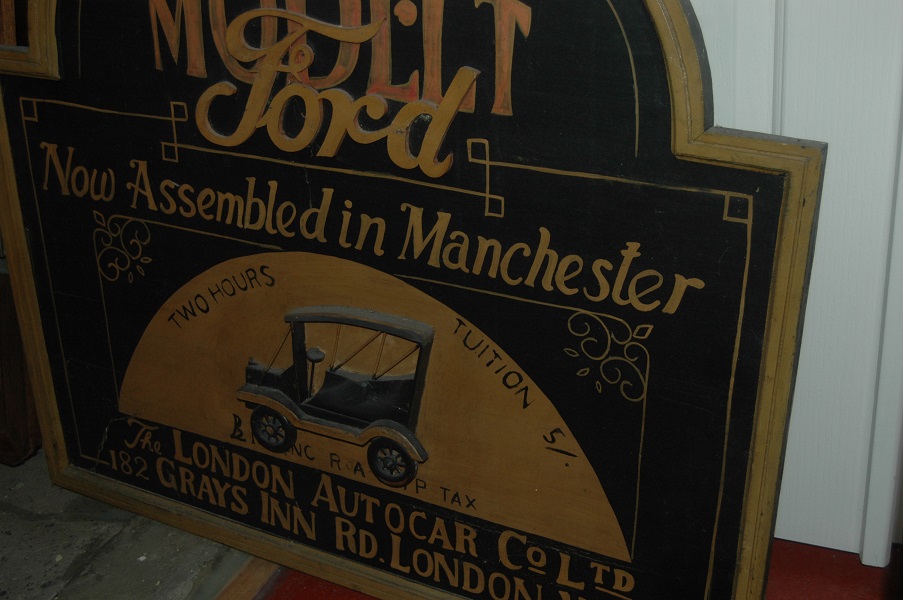 MODEL T
Ford
Now Assembled in Manchester
TWO HOURS TUITION 5/.
TAX
The LONDON AUTOCAR Co LTD
182 GRAYS INN RD. LONDON